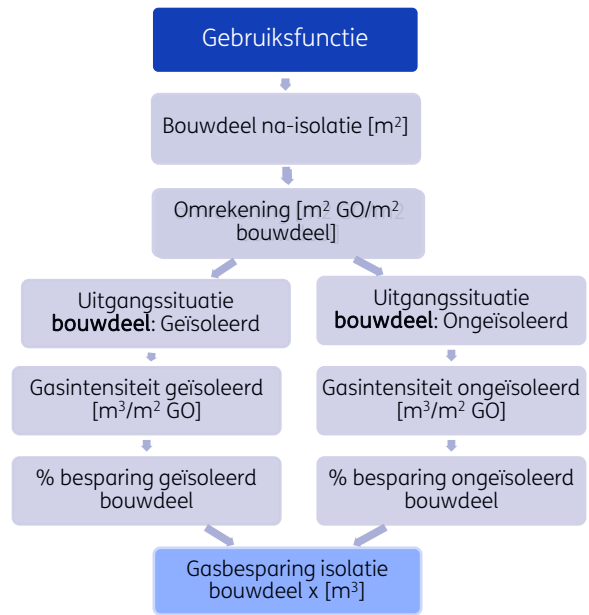 Gebruiksfunctie
Bouwdeel na-isolatie [m²]
Omrekening [m² GO/m²
bouwdeel]
Uitgangssituatie
bouwdeel: Geïsoleerd
Uitgangssituatie
bouwdeel: Ongeïsoleerd
Gasintensiteit geïsoleerd
[m³/m² GO]
Gasintensiteit ongeïsoleerd
[m³/m² GO]
% besparing geïsoleerd
bouwdeel
% besparing ongeïsoleerd
bouwdeel
Gasbesparing isolatie
bouwdeel x [m³]